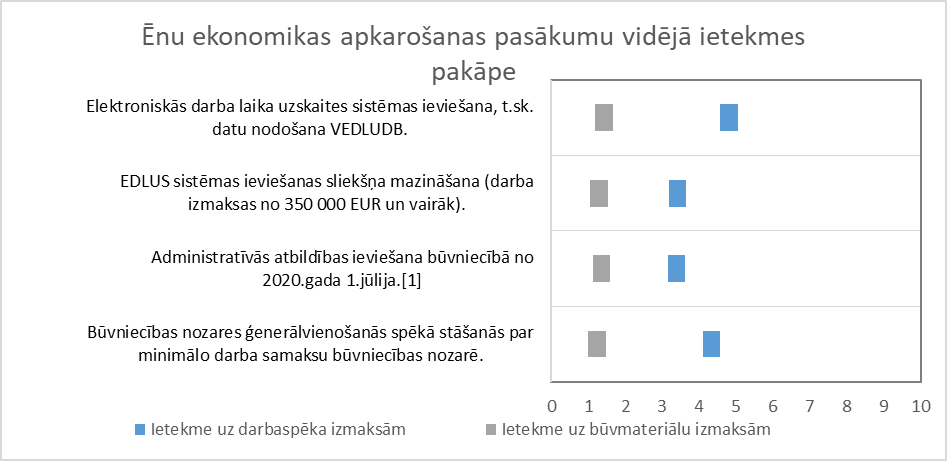 Ēnu ekonomikas apkarošanas pasākumu vidējā ietekmes
pakāpe
Elektroniskās darba laika uzskaites sistēmas ieviešana, t.sk.
datu nodošana VEDLUDB.
EDLUS sistēmas ieviešanas sliekšņa mazināšana (darba
izmaksas no 350 000 EUR un vairāk).
Administratīvās atbildības ieviešana būvniecībā no
2020.gada 1.jūlija.[1]
Būvniecības nozares ģenerālvienošanās spēkā stāšanās par
minimālo darba samaksu būvniecības nozarē.
0 1 2 3 4 5 6 7 8 9 10
Ietekme uz darbaspēka izmaksām
Ietekme uz būvmateriālu izmaksām